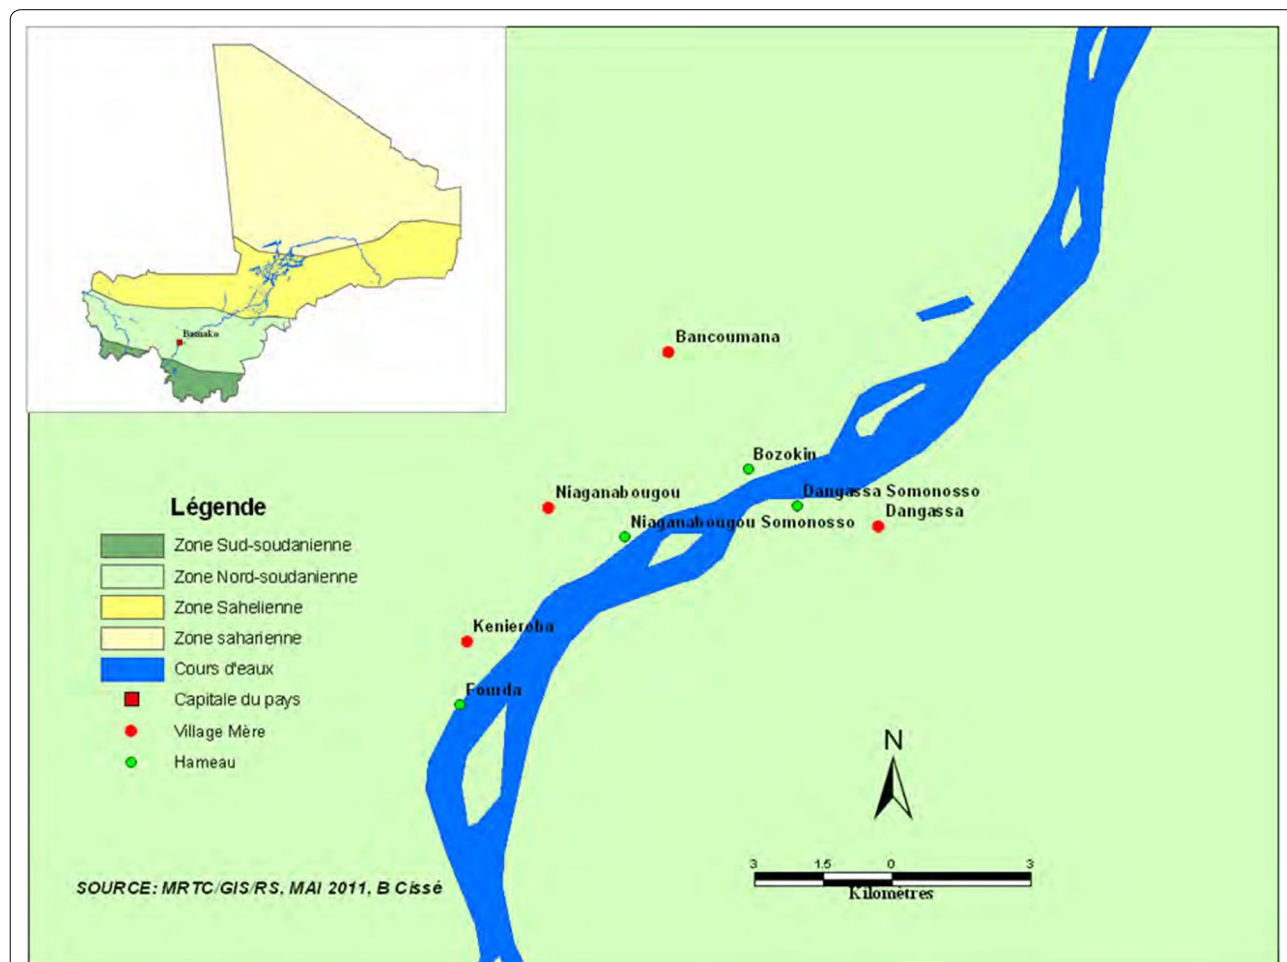 Bamako
Bancoumana
Bozokin
Niaganabougou
Dangassa Somonosso
Dangassa
Niaganabougou Somonosso
Kenieroba
Fourda
Légende
Zone Sud-soudanienne
Zone Nord-soudanienne
Zone Sahelienne
Zone saharienne
Cours d'eaux
Capitale du pays
Village Mère
Hameau
N
3 1.5 0 3
Kilomètres
SOURCE: MRTC/GIS/RS, MAI 2011, B Cissé